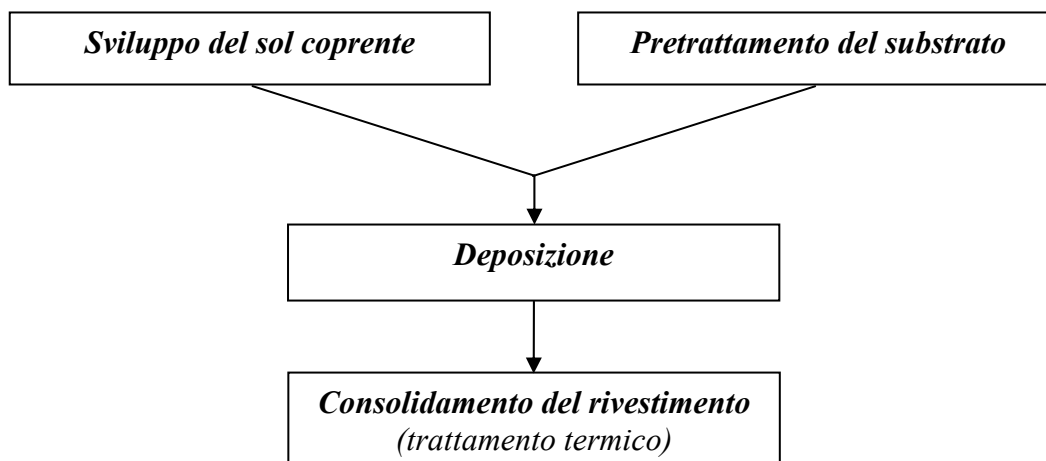 Sviluppo del sol coprente
Pretrattamento del substrato
Deposizione
Consolidamento del rivestimento
(trattamento termico)